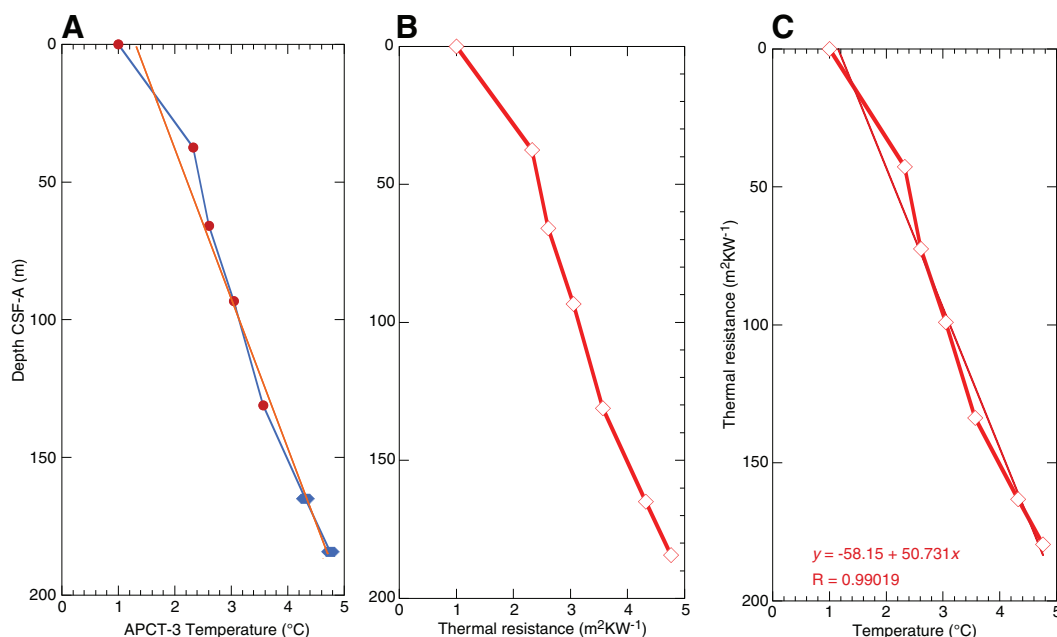 A
B
C
0
50
100
150
200
Depth CSF-A (m)
0 1 2 3 4 5
APCT-3 Temperature (°C)
0
50
100
150
200
0 1 2 3 4 5
Thermal resistance (m²KW⁻¹)
0
50
100
150
200
Thermal resistance (m²KW⁻¹)
y = -58.15 + 50.731x
R = 0.99019
0 1 2 3 4 5
Temperature (°C)